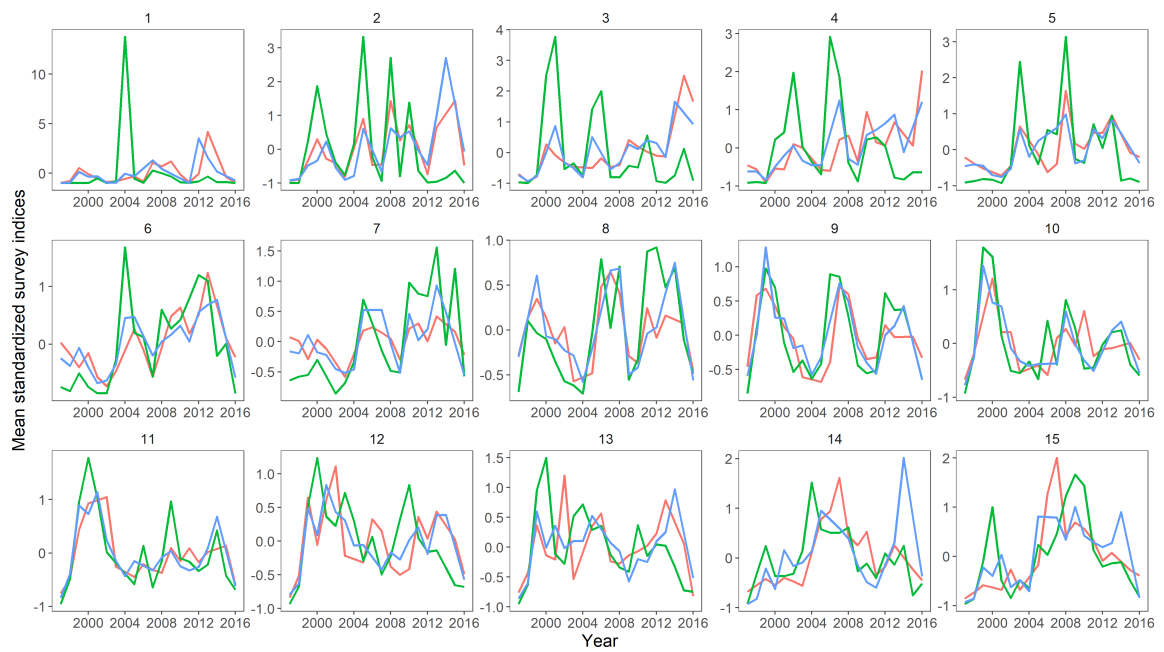 1 2 3 4 5
10 3 4 3 3
5 2 3 2 2
0 1 2 1 1
0 1 0 0
-1 0 -1 -1
-1
2000 2004 2008 2012 2016 2000 2004 2008 2012 2016 2000 2004 2008 2012 2016 2000 2004 2008 2012 2016 2000 2004 2008 2012 2016
Mean standardized survey indices
6 7 8 9 10
1 1.5 1.0 1.0 1
0 1.0 0.5 0.5 0
0.5 0.0 0.0 -1
0.0 -0.5 -0.5
-0.5
2000 2004 2008 2012 2016 2000 2004 2008 2012 2016 2000 2004 2008 2012 2016 2000 2004 2008 2012 2016 2000 2004 2008 2012 2016
11 12 13 14 15
1 1.0 1.5 2 2
0 0.5 1.0 1 1
-1 0.0 0.5 0 0
-0.5 0.0 -1 -1
-1.0 -0.5
-1.0
2000 2004 2008 2012 2016 2000 2004 2008 2012 2016 2000 2004 2008 2012 2016 2000 2004 2008 2012 2016 2000 2004 2008 2012 2016
Year